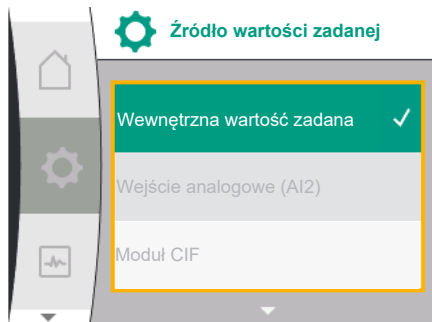 Źródło wartości zadanej
Wewnętrzna wartość zadana
Wejście analogowe (AI2)
Moduł CIF